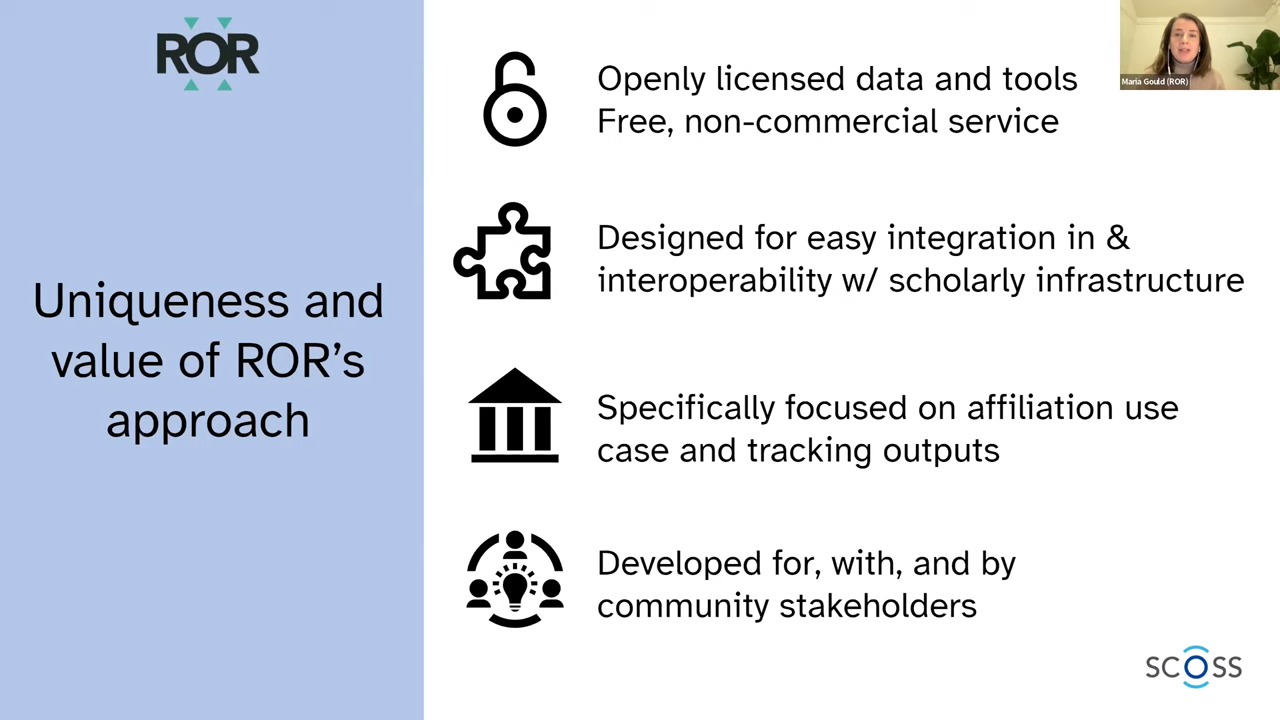 ROR
Uniqueness and
value of ROR’s
approach
Openly licensed data and tools
Free, non-commercial service
Designed for easy integration in &
interoperability w/ scholarly infrastructure
Specifically focused on affiliation use
case and tracking outputs
Developed for, with, and by
community stakeholders
Maria Gould (ROR)
SCOSS